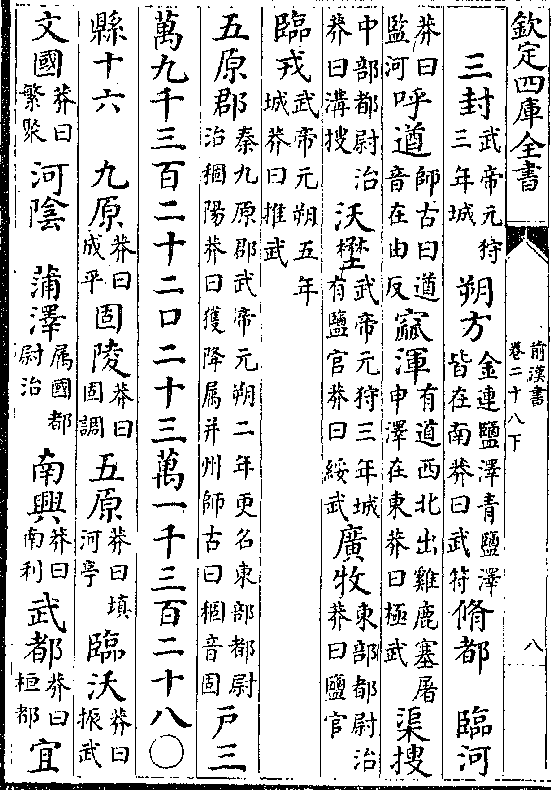 欽定四庫全書
前漢書
卷二十八下
八
三封武帝元狩三年城朔方金連鹽澤青鹽澤皆在南莽曰武符脩都 臨河
莽曰監河呼遒師古曰遒音在由反窳渾有道西北出雞鹿塞屠申澤在東莽曰極武渠搜
中部都尉治莽曰溝搜沃壄武帝元狩三年城有鹽官莽曰綏武廣牧東部都尉治莽曰鹽官
臨戎武帝元朔五年城莽曰推武
五原郡秦九原郡武帝元朔二年更名東部都尉治稒陽莽曰獲降属并州師古曰稒音固戸三
萬九千三百二十二口二十三萬一千三百二十八〇
縣十六 九原莽曰成平固陵莽曰固調五原莽曰填河亭臨沃莽曰振武
文國莽曰繁聚河陰 蒲澤属國都尉治南興莽曰南利武都莽曰桓都宜